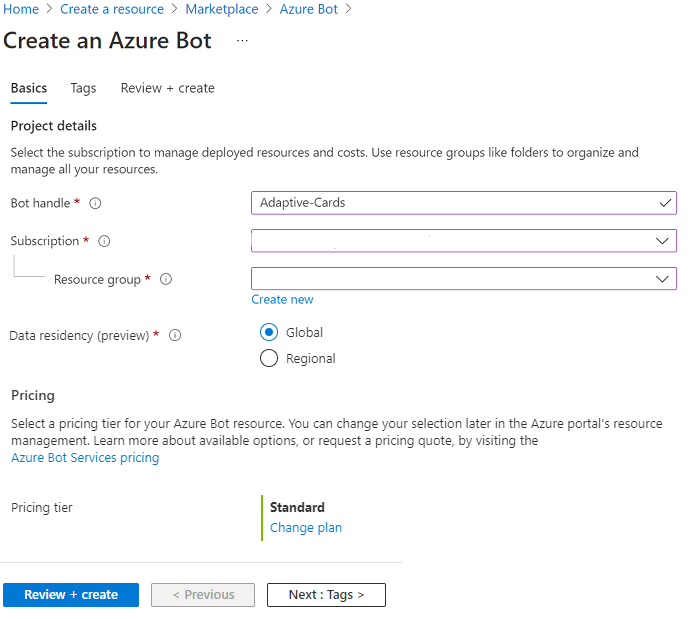 Home > Create a resource > Marketplace > Azure Bot >
Create an Azure Bot ...
Basics Tags Review + create
Project details
Select the subscription to manage deployed resources and costs. Use resource groups like folders to organize and
manage all your resources.
Bot handle *
Adaptive-Cards
Subscription *
Resource group *
Create new
Data residency (preview) *
Global
Regional
Pricing
Select a pricing tier for your Azure Bot resource. You can change your selection later in the Azure portal's resource
management. Learn more about available options, or request a pricing quote, by visiting the
Azure Bot Services pricing
Pricing tier
Standard
Change plan
Review + create < Previous Next : Tags >